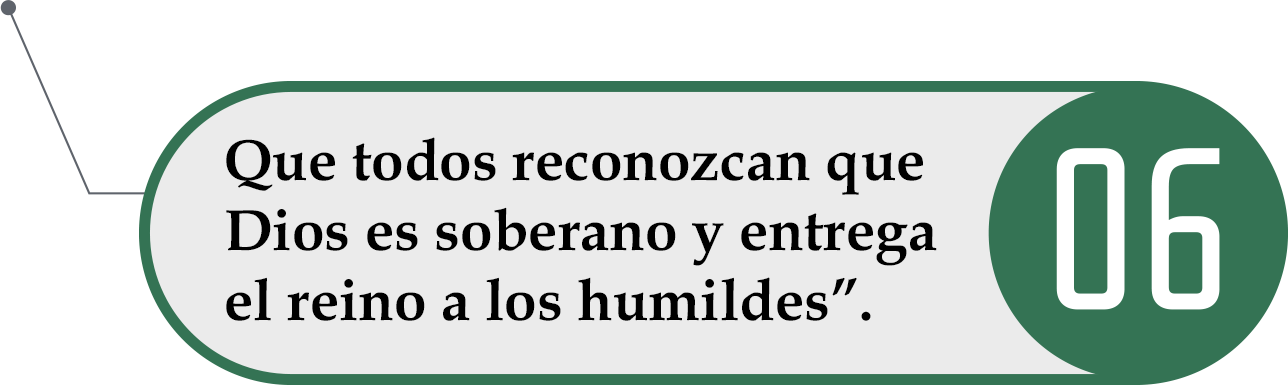 Que todos reconozcan que
Dios es soberano y entrega
el reino a los humildes”.
06